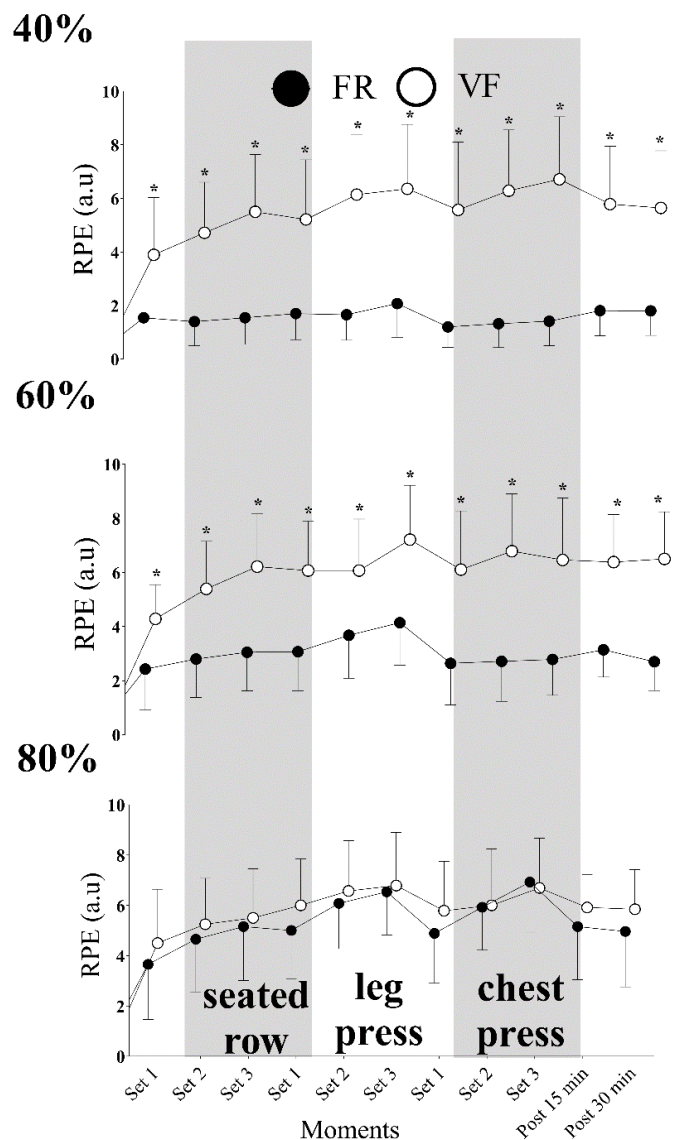 40%
FR VF
10
8
6
4
2
0
RPE (a.u)
* * * * * * * * * * *
60%
10
8
6
4
2
0
RPE (a.u)
* * * * * * * * * * *
80%
10
8
6
4
2
0
RPE (a.u)
seated
row
leg
press
chest
press
Set 1 Set 2 Set 3 Set 1 Set 2 Set 3 Set 1 Set 2 Set 3 Post 15 min Post 30 min
Moments